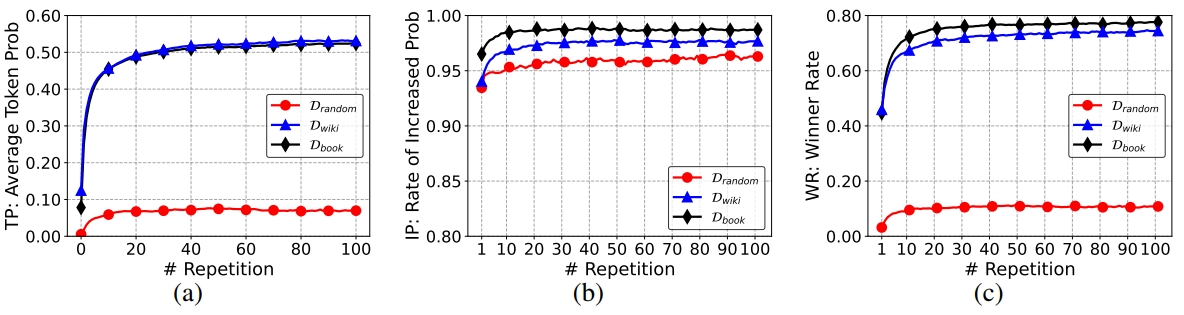 TP: Average Token Prob
0.60
0.50
0.40
0.30
0.20
0.10
0.00
D_random
D_wiki
D_book
0 20 40 60 80 100
# Repetition
(a)
IP: Rate of Increased Prob
1.00
0.95
0.90
0.85
0.80
D_random
D_wiki
D_book
1 10 20 30 40 50 60 70 80 90 100
# Repetition
(b)
WR: Winner Rate
0.80
0.60
0.40
0.20
0.00
D_random
D_wiki
D_book
1 10 20 30 40 50 60 70 80 90 100
# Repetition
(c)